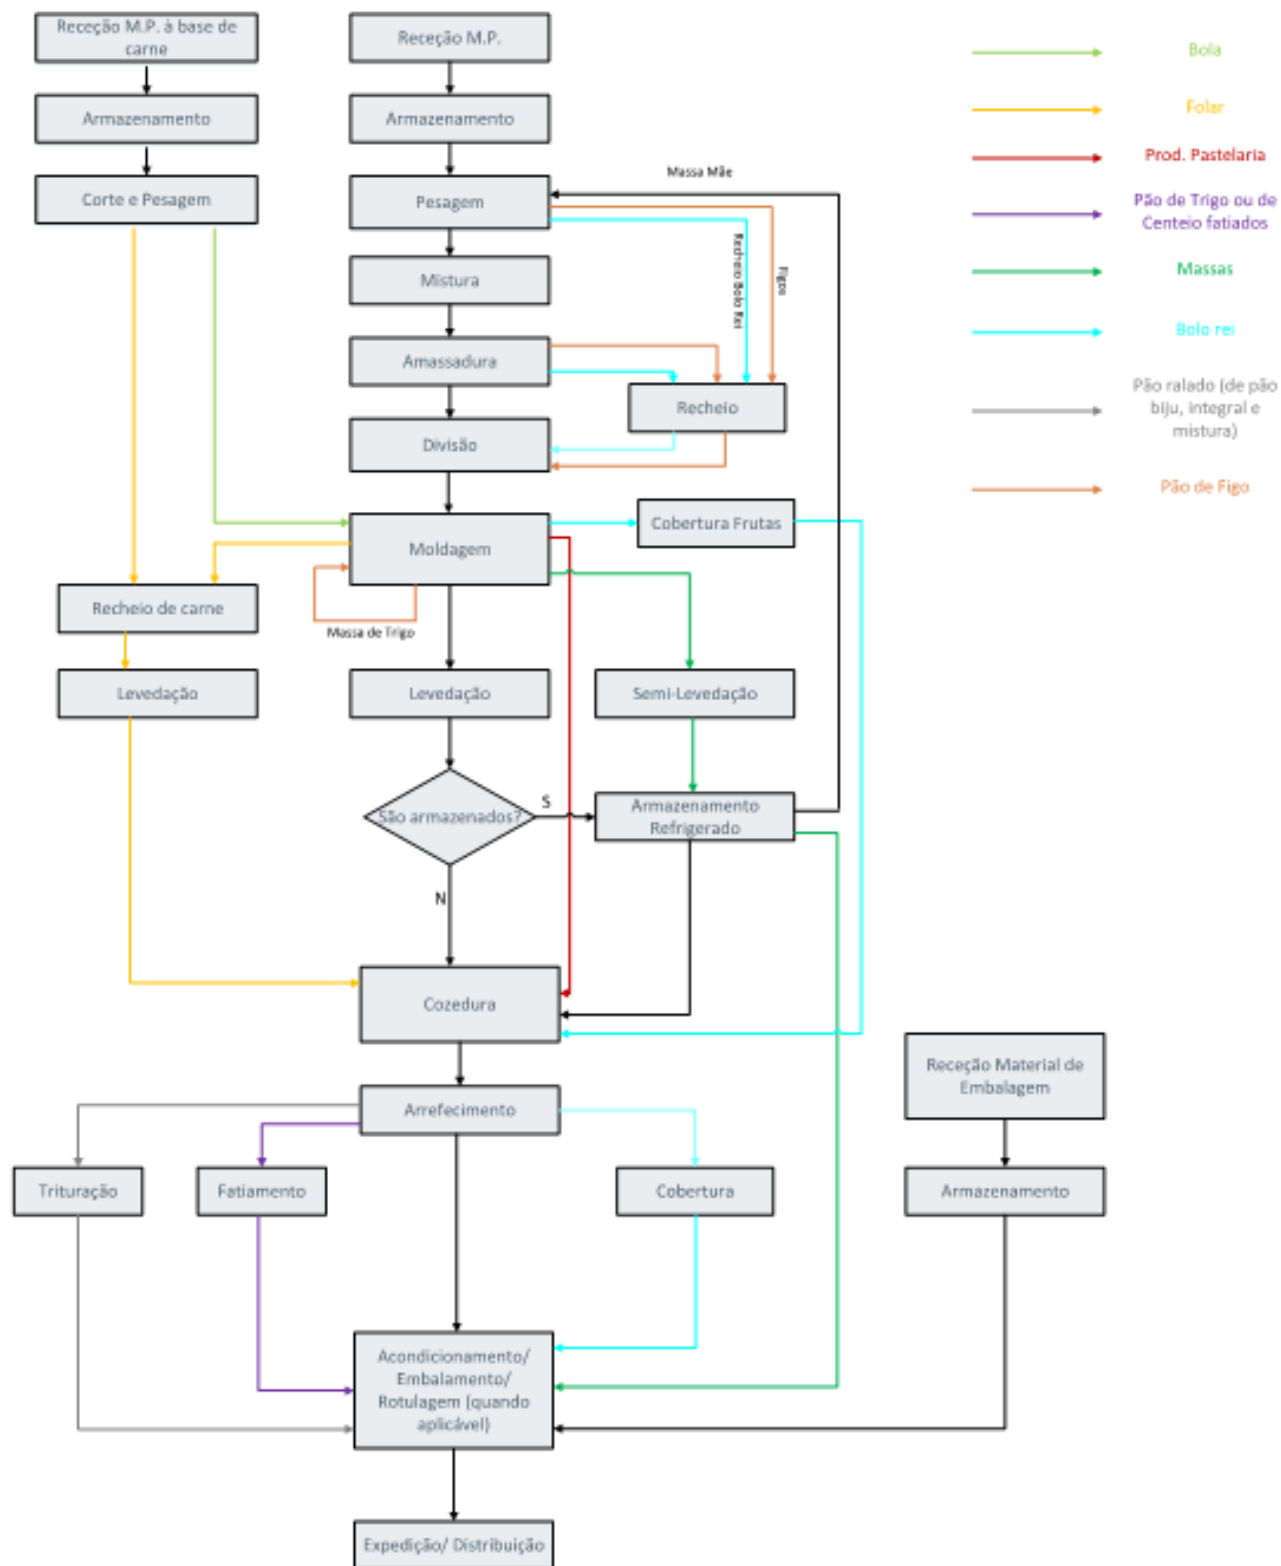 Receção M.P. à base de
carne
Receção M.P.
Bola
Folar
Armazenamento
Armazenamento
Prod. Pastelaria
Massa Mãe
Corte e Pesagem
Pesagem
Pão de Trigo ou de
Centeio fatiados
Recheio Bolo Rei
Figos
Mistura
Massas
Bolo rei
Amassadura
Recheio
Pão ralado (de pão
biju, integral e
mistura)
Divisão
Pão de Figo
Cobertura Frutas
Moldagem
Recheio de carne
Massa de Trigo
Levedação
Levedação
Semi-Levedação
São armazenados?
S
Armazenamento
Refrigerado
N
Cozedura
Receção Material de
Embalagem
Arrefecimento
Trituração
Fatiamento
Cobertura
Armazenamento
Acondicionamento/
Embalamento/
Rotulagem (quando
aplicável)
Expedição/ Distribuição